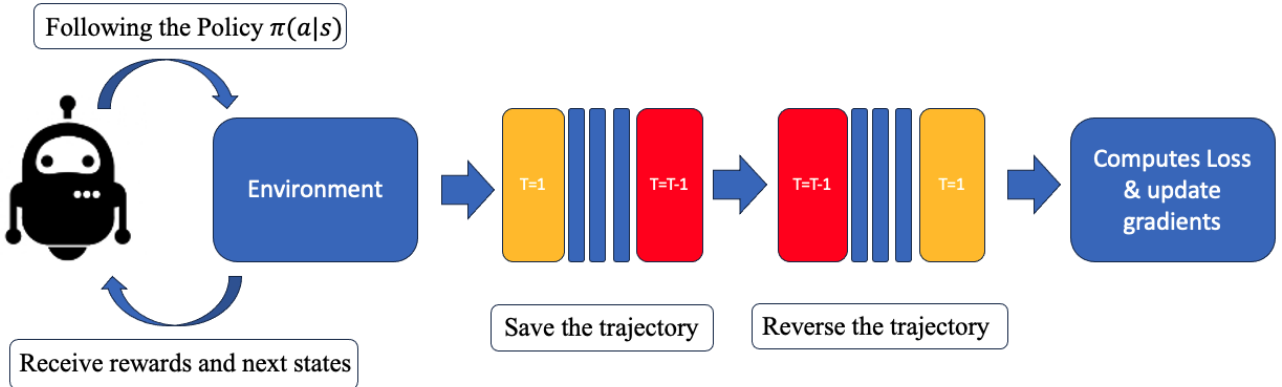 Following the Policy π(a|s)
Environment
T=1
T=T-1
T=T-1
T=1
Computes Loss
& update
gradients
Save the trajectory
Reverse the trajectory
Receive rewards and next states